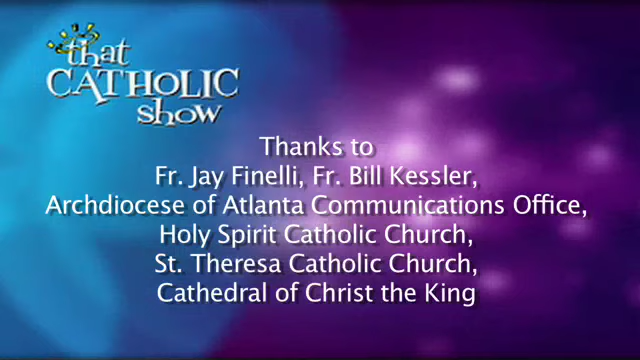 that
CATHOLIC
show
Thanks to
Fr. Jay Finelli, Fr. Bill Kessler,
Archdiocese of Atlanta Communications Office,
Holy Spirit Catholic Church,
St. Theresa Catholic Church,
Cathedral of Christ the King